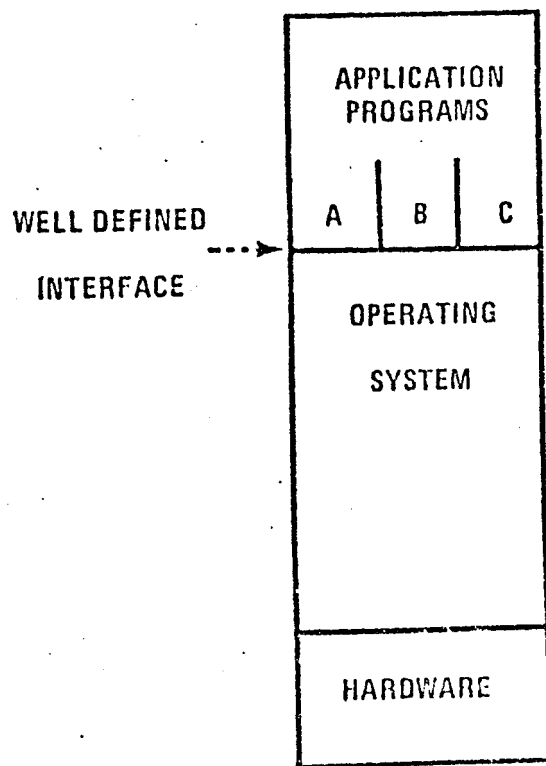 APPLICATION
PROGRAMS
A B C
WELL DEFINED
INTERFACE
OPERATING
SYSTEM
HARDWARE